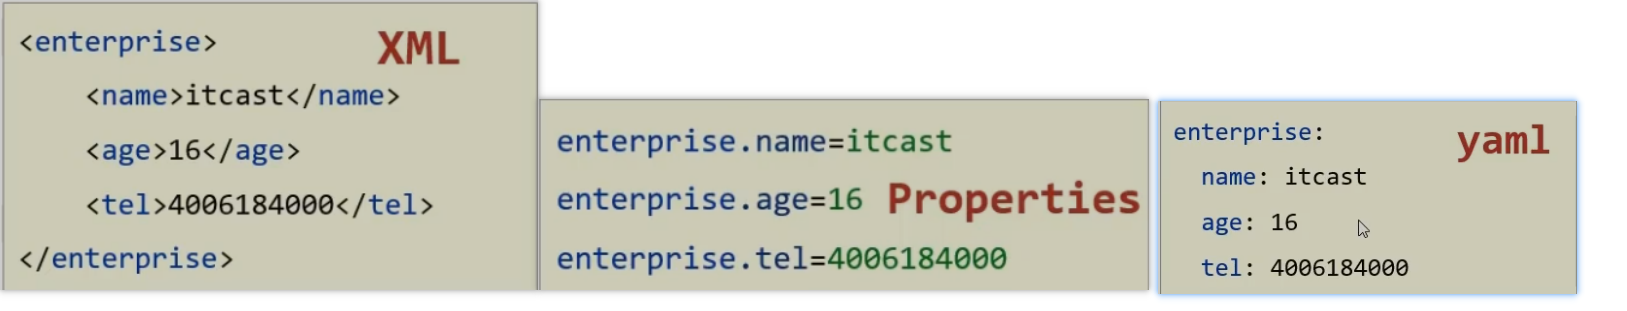 <enterprise> XML
    <name>itcast</name>
    <age>16</age>
    <tel>4006184000</tel>
</enterprise>
enterprise.name=itcast
enterprise.age=16 Properties
enterprise.tel=4006184000
enterprise: yaml
  name: itcast
  age: 16
  tel: 4006184000